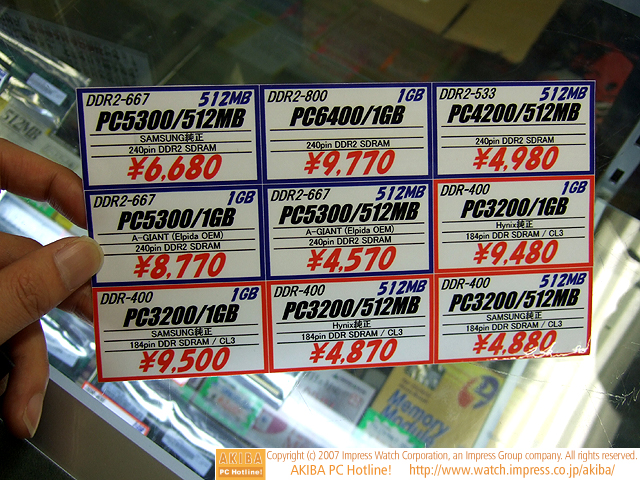 DDR2-667 512MB
PC5300/512MB
SAMSUNG純正
240pin DDR2 SDRAM
¥6,680
DDR2-800 1GB
PC6400/1GB
240pin DDR2 SDRAM
¥9,770
DDR2-533 512MB
PC4200/512MB
240pin DDR2 SDRAM
¥4,980
DDR2-667 1GB
PC5300/1GB
A-GIANT (Elpida OEM)
240pin DDR2 SDRAM
¥8,770
DDR2-667 512MB
PC5300/512MB
A-GIANT (Elpida OEM)
240pin DDR2 SDRAM
¥4,570
DDR-400 1GB
PC3200/1GB
Hynix純正
184pin DDR SDRAM / CL3
¥9,480
DDR-400 1GB
PC3200/1GB
SAMSUNG純正
184pin DDR SDRAM / CL3
¥9,500
DDR-400 512MB
PC3200/512MB
Hynix純正
184pin DDR SDRAM / CL3
¥4,870
DDR-400 512MB
PC3200/512MB
SAMSUNG純正
184pin DDR SDRAM / CL3
¥4,880
512MB
Memory
Module
AKIBA
PC Hotline!
Copyright (c) 2007 Impress Watch Corporation, an Impress Group company. All rights reserved.
AKIBA PC Hotline! http://www.watch.impress.co.jp/akiba/